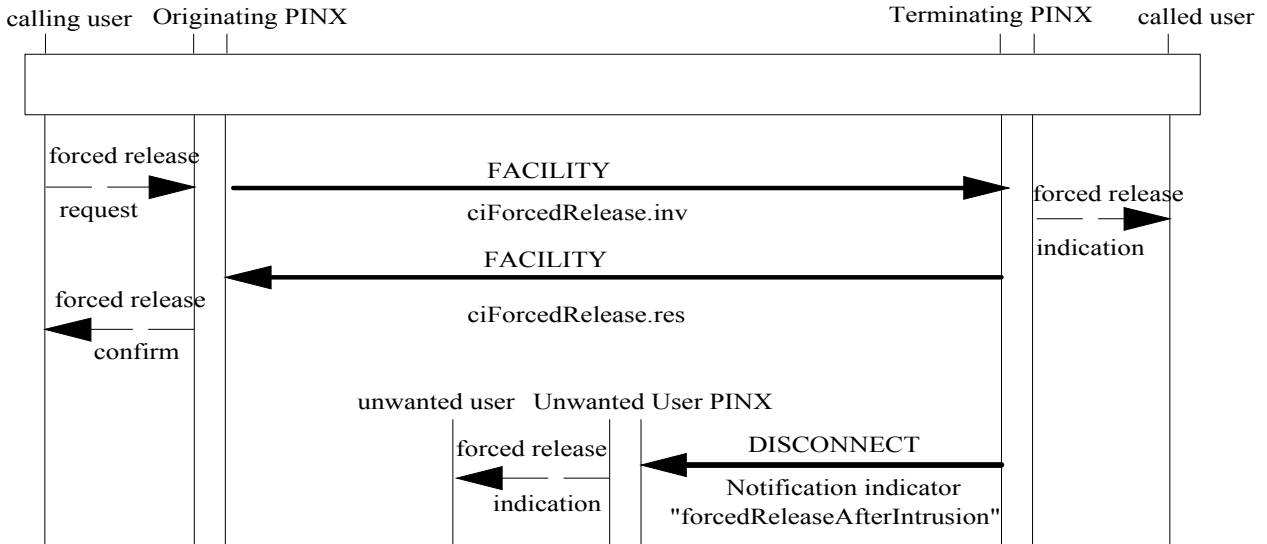 calling user Originating PINX Terminating PINX called user
forced release
request
FACILITY
ciForcedRelease.inv
forced release
indication
FACILITY
ciForcedRelease.res
forced release
confirm
unwanted user Unwanted User PINX
forced release
indication
DISCONNECT
Notification indicator
"forcedReleaseAfterIntrusion"